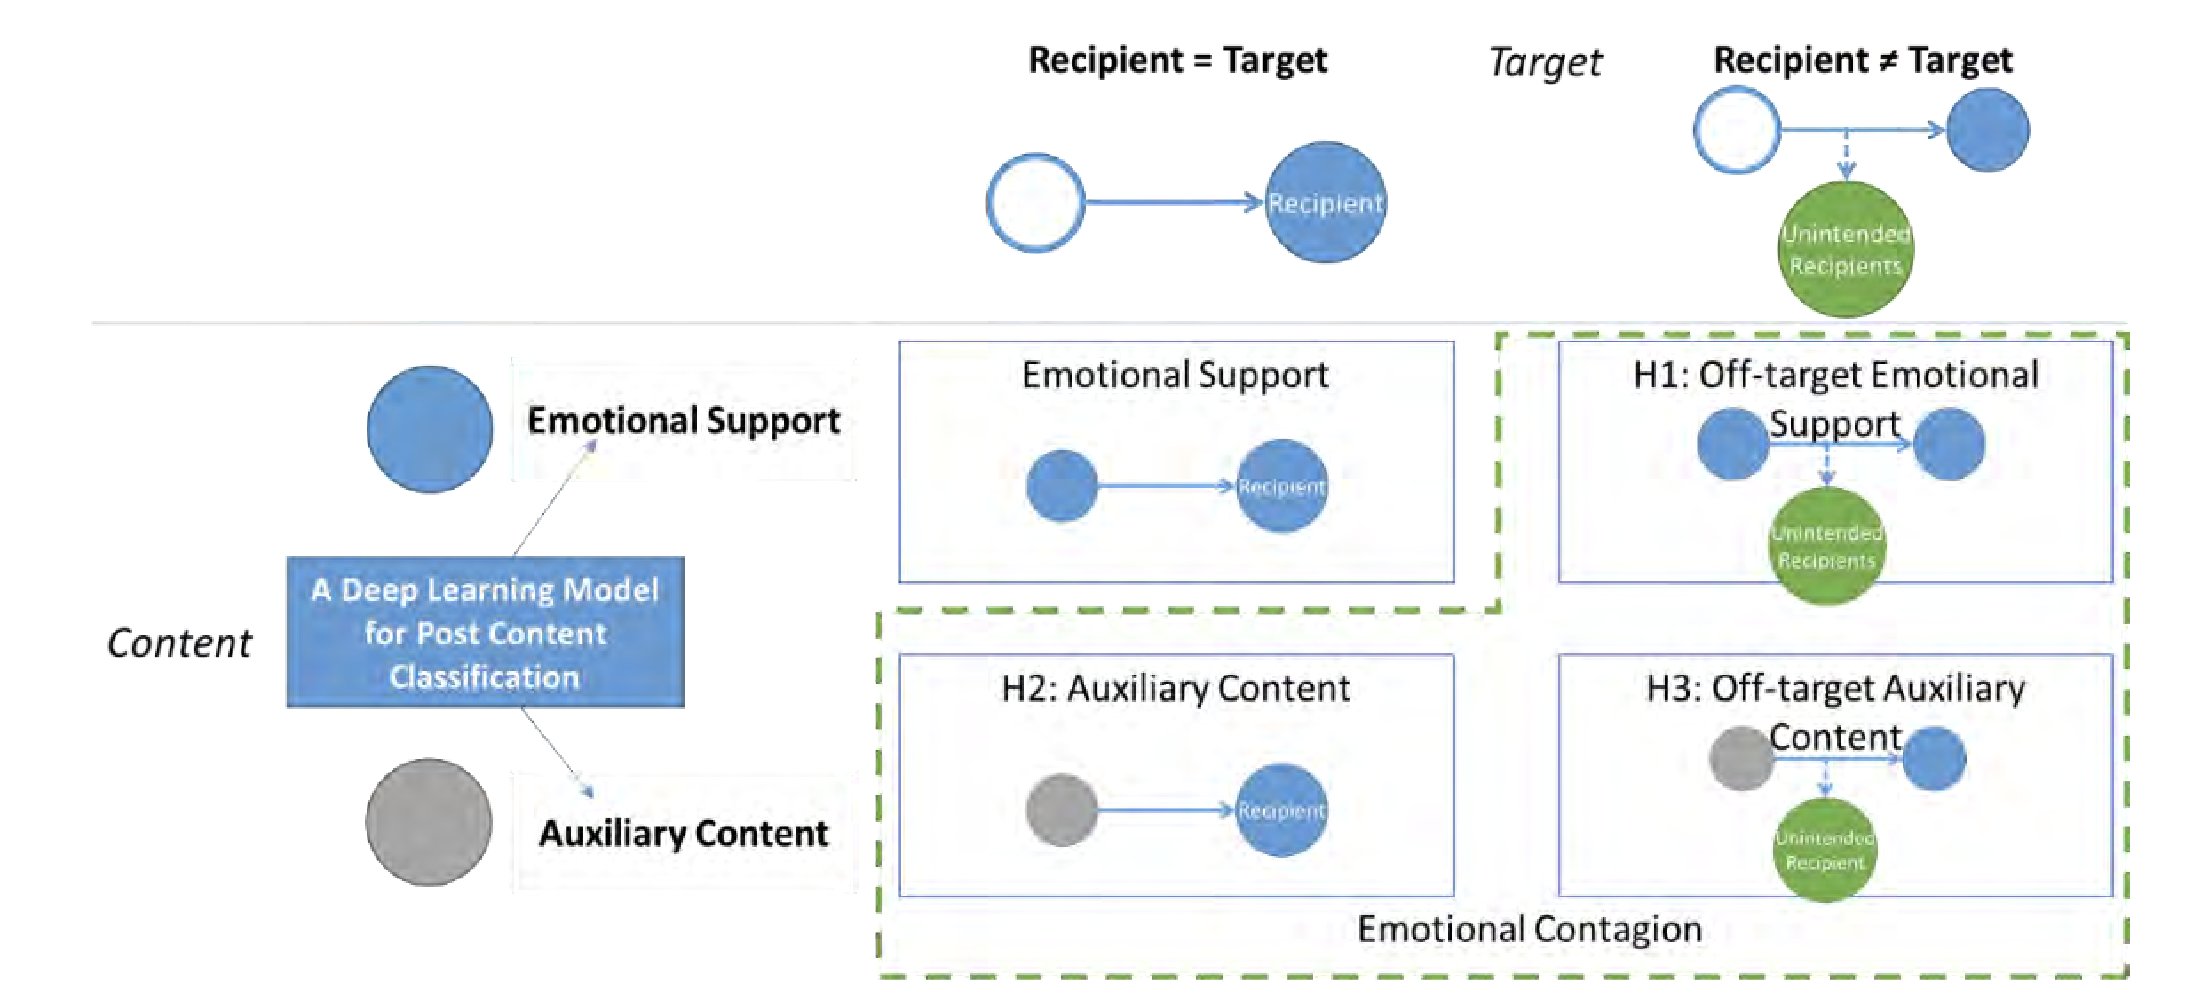 Recipient = Target
Target
Recipient ≠ Target
Recipient
Unintended
Recipients
Emotional Support
A Deep Learning Model
for Post Content
Classification
Content
Auxiliary Content
Emotional Support
Recipient
H1: Off-target Emotional
Support
Unintended
Recipients
H2: Auxiliary Content
Recipient
H3: Off-target Auxiliary
Content
Unintended
Recipient
Emotional Contagion